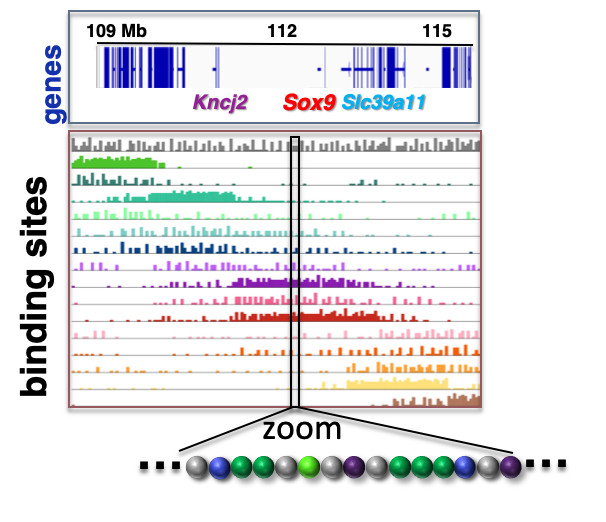 109 Mb 112 115
genes
Kncj2 Sox9 Slc39a11
binding sites
zoom